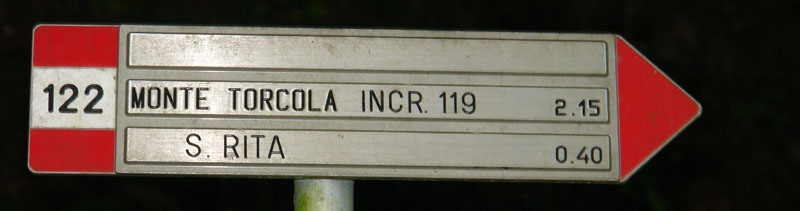 122
MONTE TORCOLA INCR. 119 2.15
S. RITA 0.40